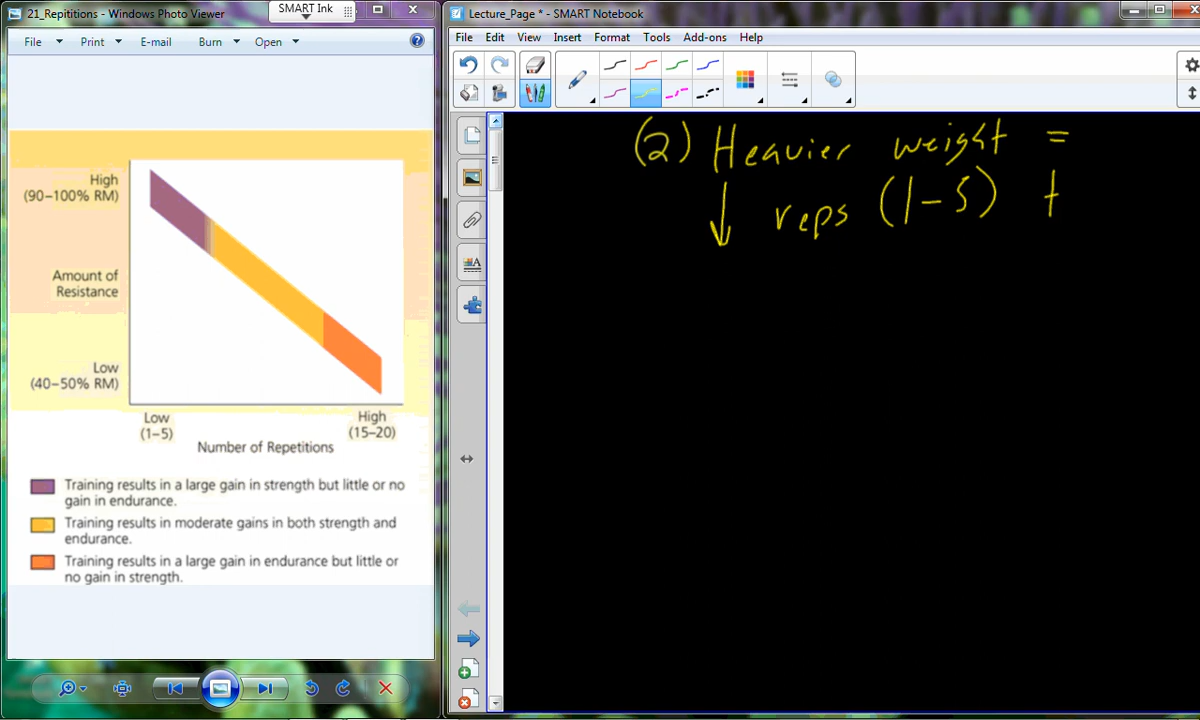 21_Repititions - Windows Photo Viewer
SMART Ink
File Print E-mail Burn Open
High
(90–100% RM)
Amount of
Resistance
Low
(40–50% RM)
Low
(1–5)
High
(15–20)
Number of Repetitions
Training results in a large gain in strength but little or no
gain in endurance.
Training results in moderate gains in both strength and
endurance.
Training results in a large gain in endurance but little or
no gain in strength.
Lecture_Page * - SMART Notebook
File Edit View Insert Format Tools Add-ons Help
(2) Heavier weight =
↓ reps (1-5) +